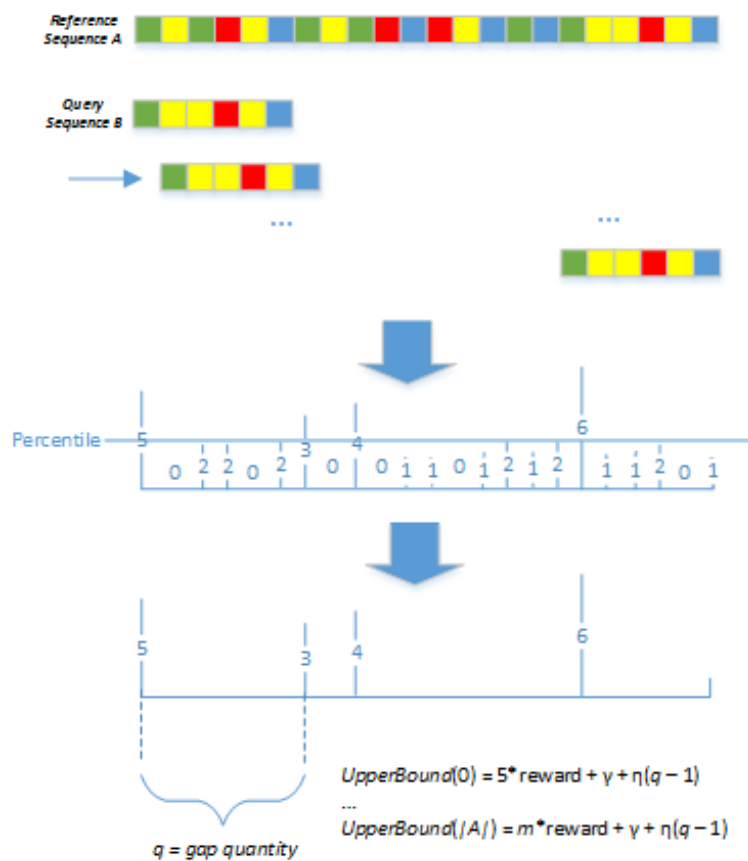 Reference
Sequence A
Query
Sequence B
...
...
Percentile
5 0 2 2 0 2 3 0 4 0 1 1 0 1 2 1 2 6 1 1 2 0 1
5 3 4 6
UpperBound(0) = 5* reward + γ + η(q – 1)
...
UpperBound(|A|) = m*reward + γ + η(q – 1)
q = gap quantity